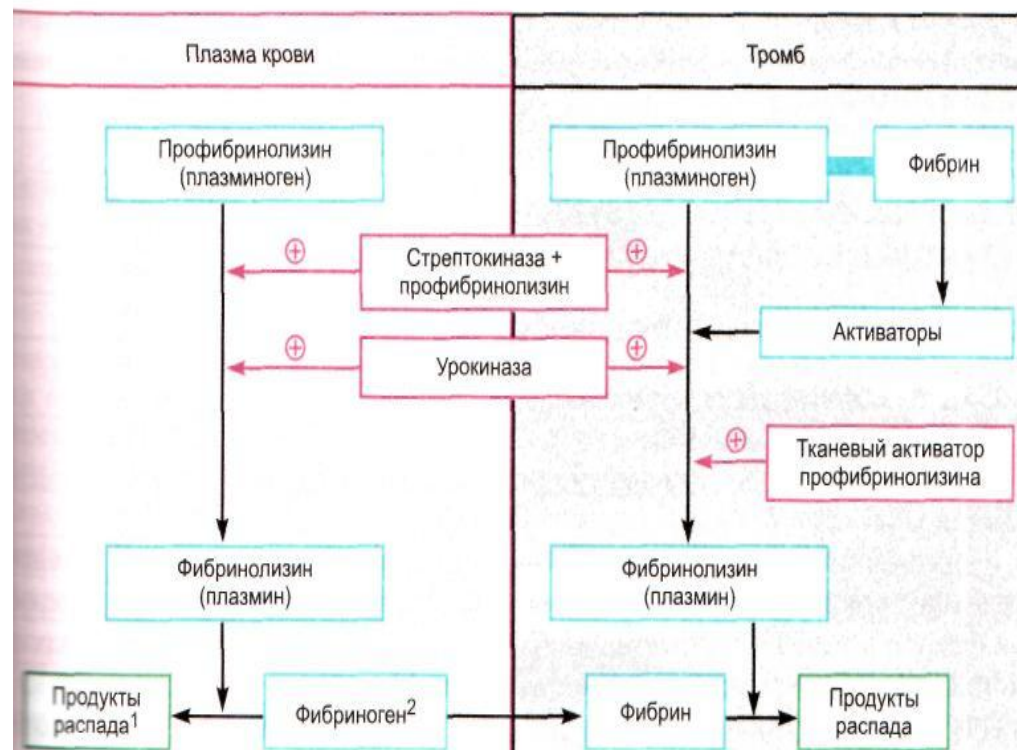 Плазма крови
Тромб
Профибринолизин
(плазминоген)
Профибринолизин
(плазминоген)
Фибрин
⊕
Стрептокиназа +
профибринолизин
⊕
Активаторы
⊕
Урокиназа
⊕
⊕
Тканевый активатор
профибринолизина
Фибринолизин
(плазмин)
Фибринолизин
(плазмин)
Продукты
распада¹
Фибриноген²
Фибрин
Продукты
распада